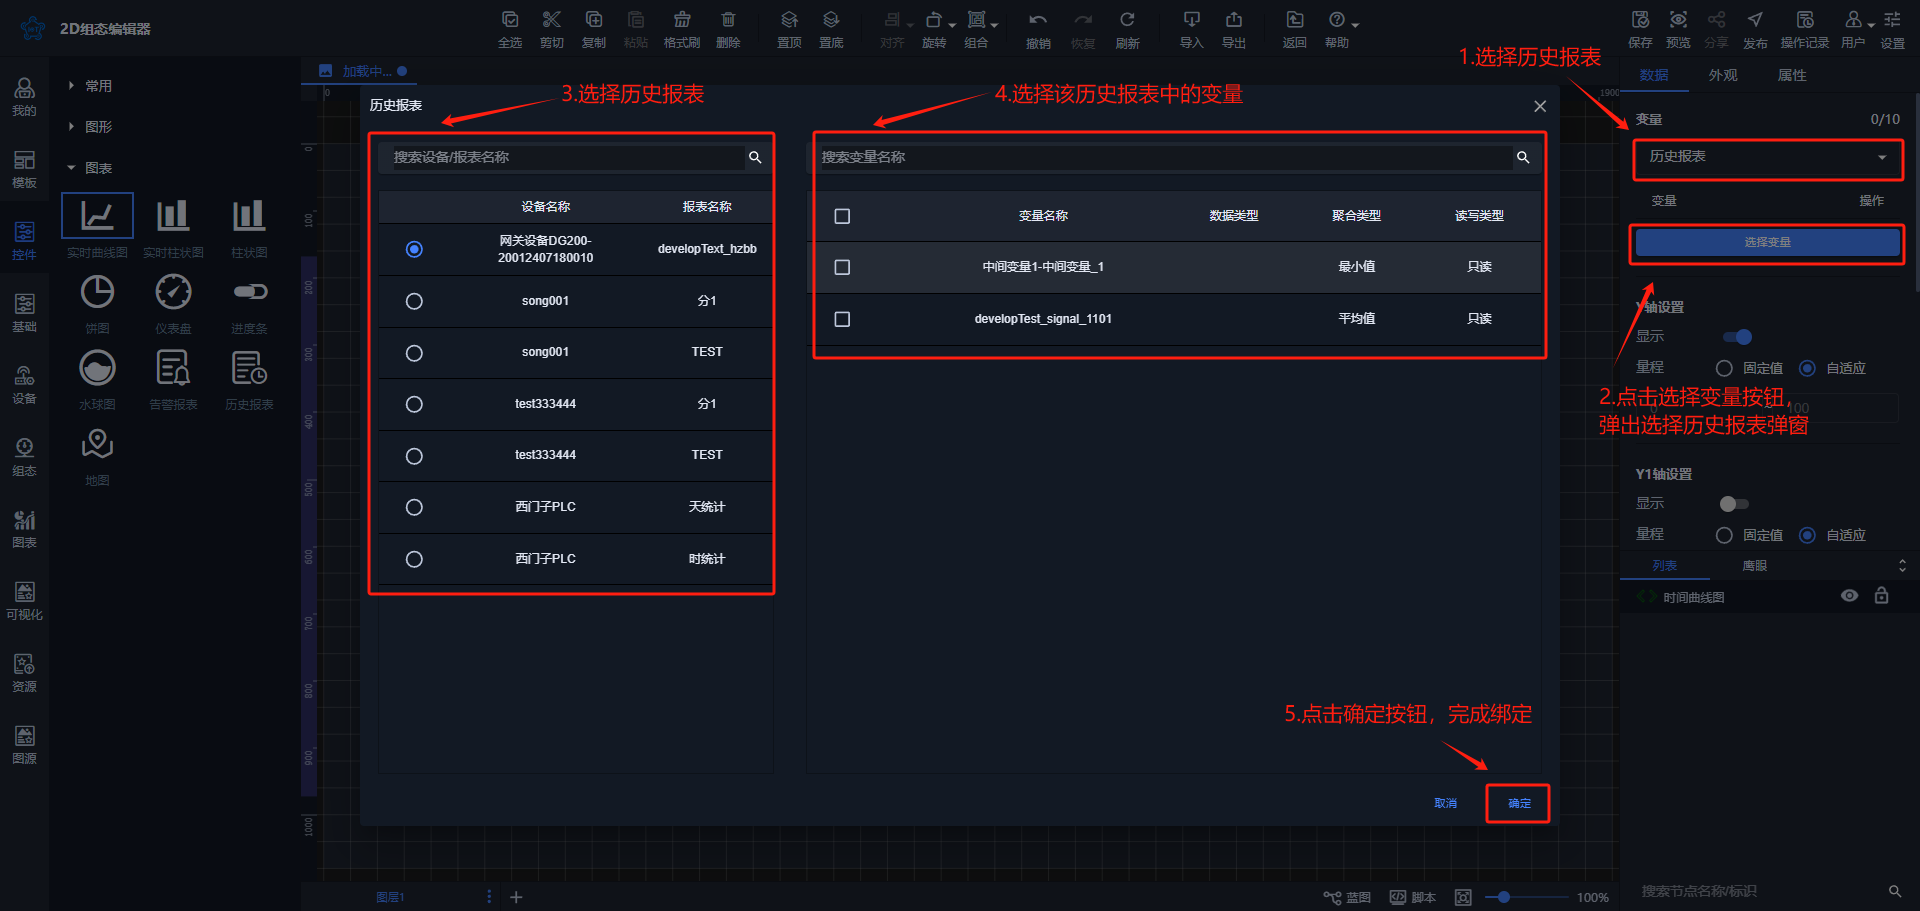 2D组态编辑器
全选 剪切 复制 粘贴 格式刷 删除 置顶 置底 对齐 旋转 组合 撤销 恢复 刷新 导入 导出 返回 帮助 保存 预览 分享 发布 操作记录 用户 设置
我的
模板
控件
基础
设备
组态
图表
可视化
资源
图源
常用
图形
图表
实时曲线图 实时柱状图 柱状图
饼图 仪表盘 进度条
水球图 告警报表 历史报表
地图
加载中...
0
1900
0
100
200
300
400
500
600
700
800
900
1000
历史报表
3.选择历史报表
4.选择该历史报表中的变量
搜索设备/报表名称
设备名称 报表名称
网关设备DG200-
20012407180010
developText_hzbb
song001 分1
song001 TEST
test333444 分1
test333444 TEST
西门子PLC 天统计
西门子PLC 时统计
搜索变量名称
变量名称 数据类型 聚合类型 读写类型
中间变量1-中间变量_1 最小值 只读
developTest_signal_1101 平均值 只读
5.点击确定按钮，完成绑定
取消 确定
1.选择历史报表
数据 外观 属性
变量 0/10
历史报表
变量 操作
选择变量
Y轴设置
显示
量程 固定值 自适应
0 ~ 100
2.点击选择变量按钮，
弹出选择历史报表弹窗
Y1轴设置
显示
量程 固定值 自适应
列表 鹰眼
时间曲线图
图层1
蓝图 脚本 100%
搜索节点名称/标识